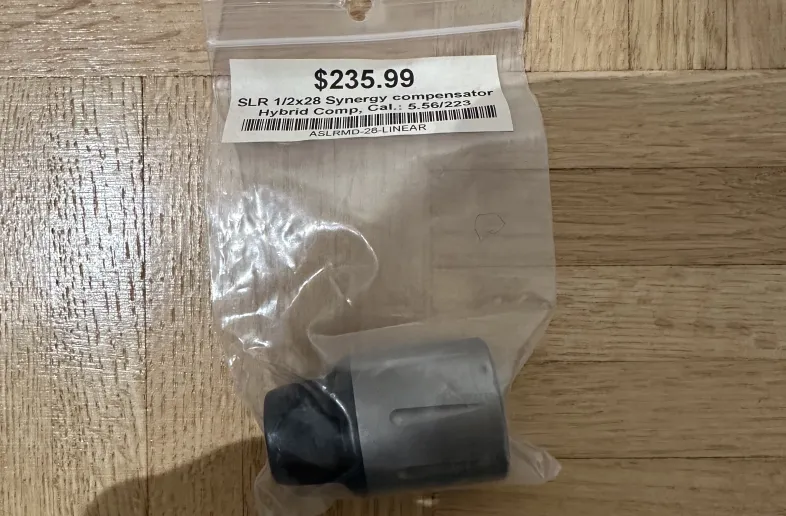 $235.99
SLR 1/2x28 Synergy compensator
Hybrid Comp, Cal.: 5.56/223
ASLRMD-28-LINEAR